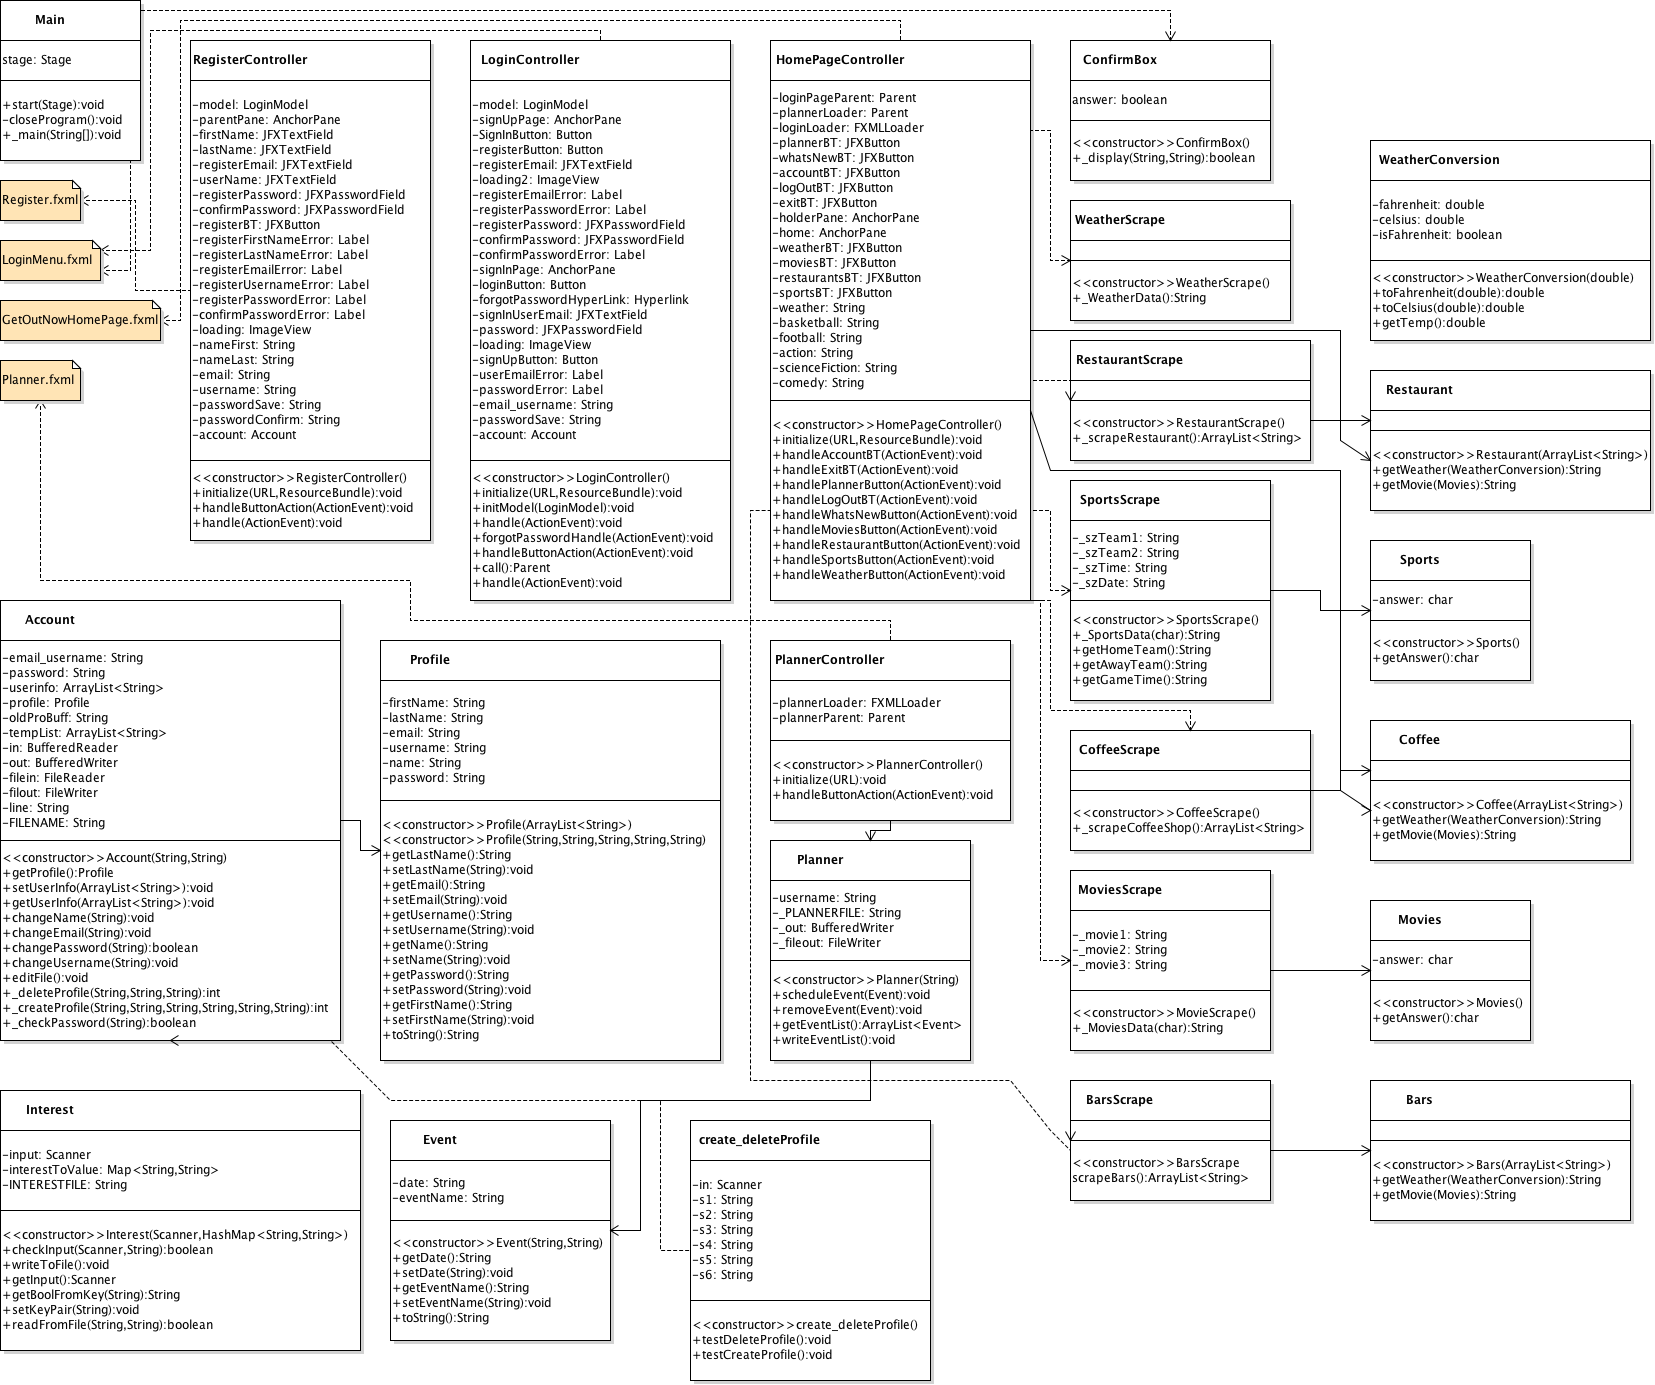 Main
stage: Stage
+start(Stage):void
-closeProgram():void
+_main(String[]):void
Register.fxml
LoginMenu.fxml
GetOutNowHomePage.fxml
Planner.fxml
RegisterController
-model: LoginModel
-parentPane: AnchorPane
-firstName: JFXTextField
-lastName: JFXTextField
-registerEmail: JFXTextField
-userName: JFXTextField
-registerPassword: JFXPasswordField
-confirmPassword: JFXPasswordField
-registerBT: JFXButton
-registerFirstNameError: Label
-registerLastNameError: Label
-registerEmailError: Label
-registerUsernameError: Label
-registerPasswordError: Label
-confirmPasswordError: Label
-loading: ImageView
-nameFirst: String
-nameLast: String
-email: String
-username: String
-passwordSave: String
-passwordConfirm: String
-account: Account
<<constructor>>RegisterController()
+initialize(URL,ResourceBundle):void
+handleButtonAction(ActionEvent):void
+handle(ActionEvent):void
LoginController
-model: LoginModel
-signUpPage: AnchorPane
-SignInButton: Button
-registerButton: Button
-registerEmail: JFXTextField
-loading2: ImageView
-registerEmailError: Label
-registerPasswordError: Label
-registerPassword: JFXPasswordField
-confirmPassword: JFXPasswordField
-confirmPasswordError: Label
-signInPage: AnchorPane
-loginButton: Button
-forgotPasswordHyperLink: Hyperlink
-signInUserEmail: JFXTextField
-password: JFXPasswordField
-loading: ImageView
-signUpButton: Button
-userEmailError: Label
-passwordError: Label
-email_username: String
-passwordSave: String
-account: Account
<<constructor>>LoginController()
+initialize(URL,ResourceBundle):void
+initModel(LoginModel):void
+handle(ActionEvent):void
+forgotPasswordHandle(ActionEvent):void
+handleButtonAction(ActionEvent):void
+call():Parent
+handle(ActionEvent):void
HomePageController
-loginPageParent: Parent
-plannerLoader: Parent
-loginLoader: FXMLLoader
-plannerBT: JFXButton
-whatsNewBT: JFXButton
-accountBT: JFXButton
-logOutBT: JFXButton
-exitBT: JFXButton
-holderPane: AnchorPane
-home: AnchorPane
-weatherBT: JFXButton
-moviesBT: JFXButton
-restaurantsBT: JFXButton
-sportsBT: JFXButton
-weather: String
-basketball: String
-football: String
-action: String
-scienceFiction: String
-comedy: String
<<constructor>>HomePageController()
+initialize(URL,ResourceBundle):void
+handleAccountBT(ActionEvent):void
+handleExitBT(ActionEvent):void
+handlePlannerButton(ActionEvent):void
+handleLogOutBT(ActionEvent):void
+handleWhatsNewButton(ActionEvent):void
+handleMoviesButton(ActionEvent):void
+handleRestaurantButton(ActionEvent):void
+handleSportsButton(ActionEvent):void
+handleWeatherButton(ActionEvent):void
ConfirmBox
answer: boolean
<<constructor>>ConfirmBox()
+_display(String,String):boolean
WeatherScrape
<<constructor>>WeatherScrape()
+_WeatherData():String
RestaurantScrape
<<constructor>>RestaurantScrape()
+_scrapeRestaurant():ArrayList<String>
SportsScrape
-_szTeam1: String
-_szTeam2: String
-_szTime: String
-_szDate: String
<<constructor>>SportsScrape()
+_SportsData(char):String
+getHomeTeam():String
+getAwayTeam():String
+getGameTime():String
CoffeeScrape
<<constructor>>CoffeeScrape()
+_scrapeCoffeeShop():ArrayList<String>
MoviesScrape
-_movie1: String
-_movie2: String
-_movie3: String
<<constructor>>MovieScrape()
+_MoviesData(char):String
BarsScrape
<<constructor>>BarsScrape
scrapeBars():ArrayList<String>
WeatherConversion
-fahrenheit: double
-celsius: double
-isFahrenheit: boolean
<<constructor>>WeatherConversion(double)
+toFahrenheit(double):double
+toCelsius(double):double
+getTemp():double
Restaurant
<<constructor>>Restaurant(ArrayList<String>)
+getWeather(WeatherConversion):String
+getMovie(Movies):String
Sports
-answer: char
<<constructor>>Sports()
+getAnswer():char
Coffee
<<constructor>>Coffee(ArrayList<String>)
+getWeather(WeatherConversion):String
+getMovie(Movies):String
Movies
-answer: char
<<constructor>>Movies()
+getAnswer():char
Bars
<<constructor>>Bars(ArrayList<String>)
+getWeather(WeatherConversion):String
+getMovie(Movies):String
Account
-email_username: String
-password: String
-userinfo: ArrayList<String>
-profile: Profile
-oldProBuff: String
-tempList: ArrayList<String>
-in: BufferedReader
-out: BufferedWriter
-filein: FileReader
-filout: FileWriter
-line: String
-FILENAME: String
<<constructor>>Account(String,String)
+getProfile():Profile
+setUserInfo(ArrayList<String>):void
+getUserInfo(ArrayList<String>):void
+changeName(String):void
+changeEmail(String):void
+changePassword(String):boolean
+changeUsername(String):void
+editFile():void
+_deleteProfile(String,String,String):int
+_createProfile(String,String,String,String,String,String):int
+_checkPassword(String):boolean
Profile
-firstName: String
-lastName: String
-email: String
-username: String
-name: String
-password: String
<<constructor>>Profile(ArrayList<String>)
<<constructor>>Profile(String,String,String,String,String)
+getLastName():String
+setLastName(String):void
+getEmail():String
+setEmail(String):void
+getUsername():String
+setUsername(String):void
+getName():String
+setName(String):void
+getPassword():String
+setPassword(String):void
+getFirstName():String
+setFirstName(String):void
+toString():String
PlannerController
-plannerLoader: FXMLLoader
-plannerParent: Parent
<<constructor>>PlannerController()
+initialize(URL):void
+handleButtonAction(ActionEvent):void
Planner
-username: String
-_PLANNERFILE: String
-_out: BufferedWriter
-_fileout: FileWriter
<<constructor>>Planner(String)
+scheduleEvent(Event):void
+removeEvent(Event):void
+getEventList():ArrayList<Event>
+writeEventList():void
Interest
-input: Scanner
-interestToValue: Map<String,String>
-INTERESTFILE: String
<<constructor>>Interest(Scanner,HashMap<String,String>)
+checkInput(Scanner,String):boolean
+writeToFile():void
+getInput():Scanner
+getBoolFromKey(String):String
+setKeyPair(String):void
+readFromFile(String,String):boolean
Event
-date: String
-eventName: String
<<constructor>>Event(String,String)
+getDate():String
+setDate(String):void
+getEventName():String
+setEventName(String):void
+toString():String
create_deleteProfile
-in: Scanner
-s1: String
-s2: String
-s3: String
-s4: String
-s5: String
-s6: String
<<constructor>>create_deleteProfile()
+testDeleteProfile():void
+testCreateProfile():void